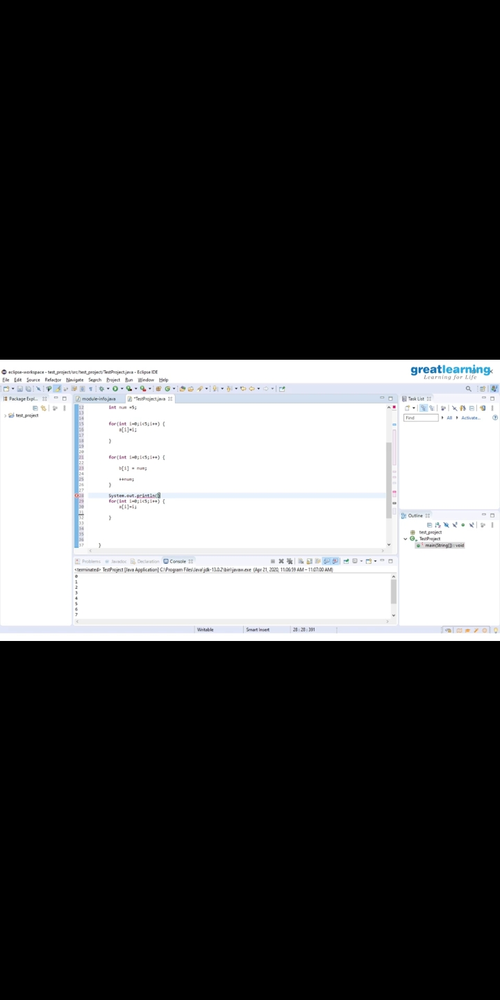 greatlearning
Learning for Life
eclipse-workspace - test_project/src/test_project/TestProject.java - Eclipse IDE
File Edit Source Refactor Navigate Search Project Run Window Help
Package Expl...
module-info.java
*TestProject.java
Task List
test_project
Find
All
Activate...
12 int num =5;
13
14
15 for(int i=0;i<5;i++) {
16 a[i]=i;
17
18 }
19
20
21 for(int i=0;i<5;i++) {
22
23 b[i] = num;
24
25 ++num;
26 }
27
28 System.out.println()
29 for(int i=0;i<5;i++) {
30 a[i]=i;
31
32 }
33
34
35
36
37 }
Outline
test_project
TestProject
main(String[]) : void
Problems Javadoc Declaration Console
<terminated> TestProject [Java Application] C:\Program Files\Java\jdk-13.0.2\bin\javaw.exe (Apr 21, 2020, 11:06:59 AM – 11:07:00 AM)
0
1
2
3
4
5
6
7
Writable Smart Insert 28 : 28 : 391